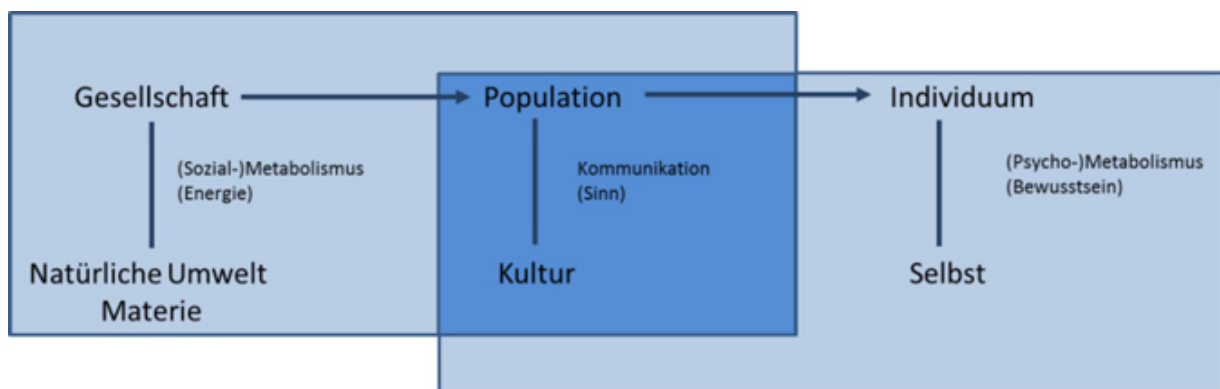 Gesellschaft
Population
Individuum
(Sozial-)Metabolismus
(Energie)
Kommunikation
(Sinn)
(Psycho-)Metabolismus
(Bewusstsein)
Natürliche Umwelt
Materie
Kultur
Selbst